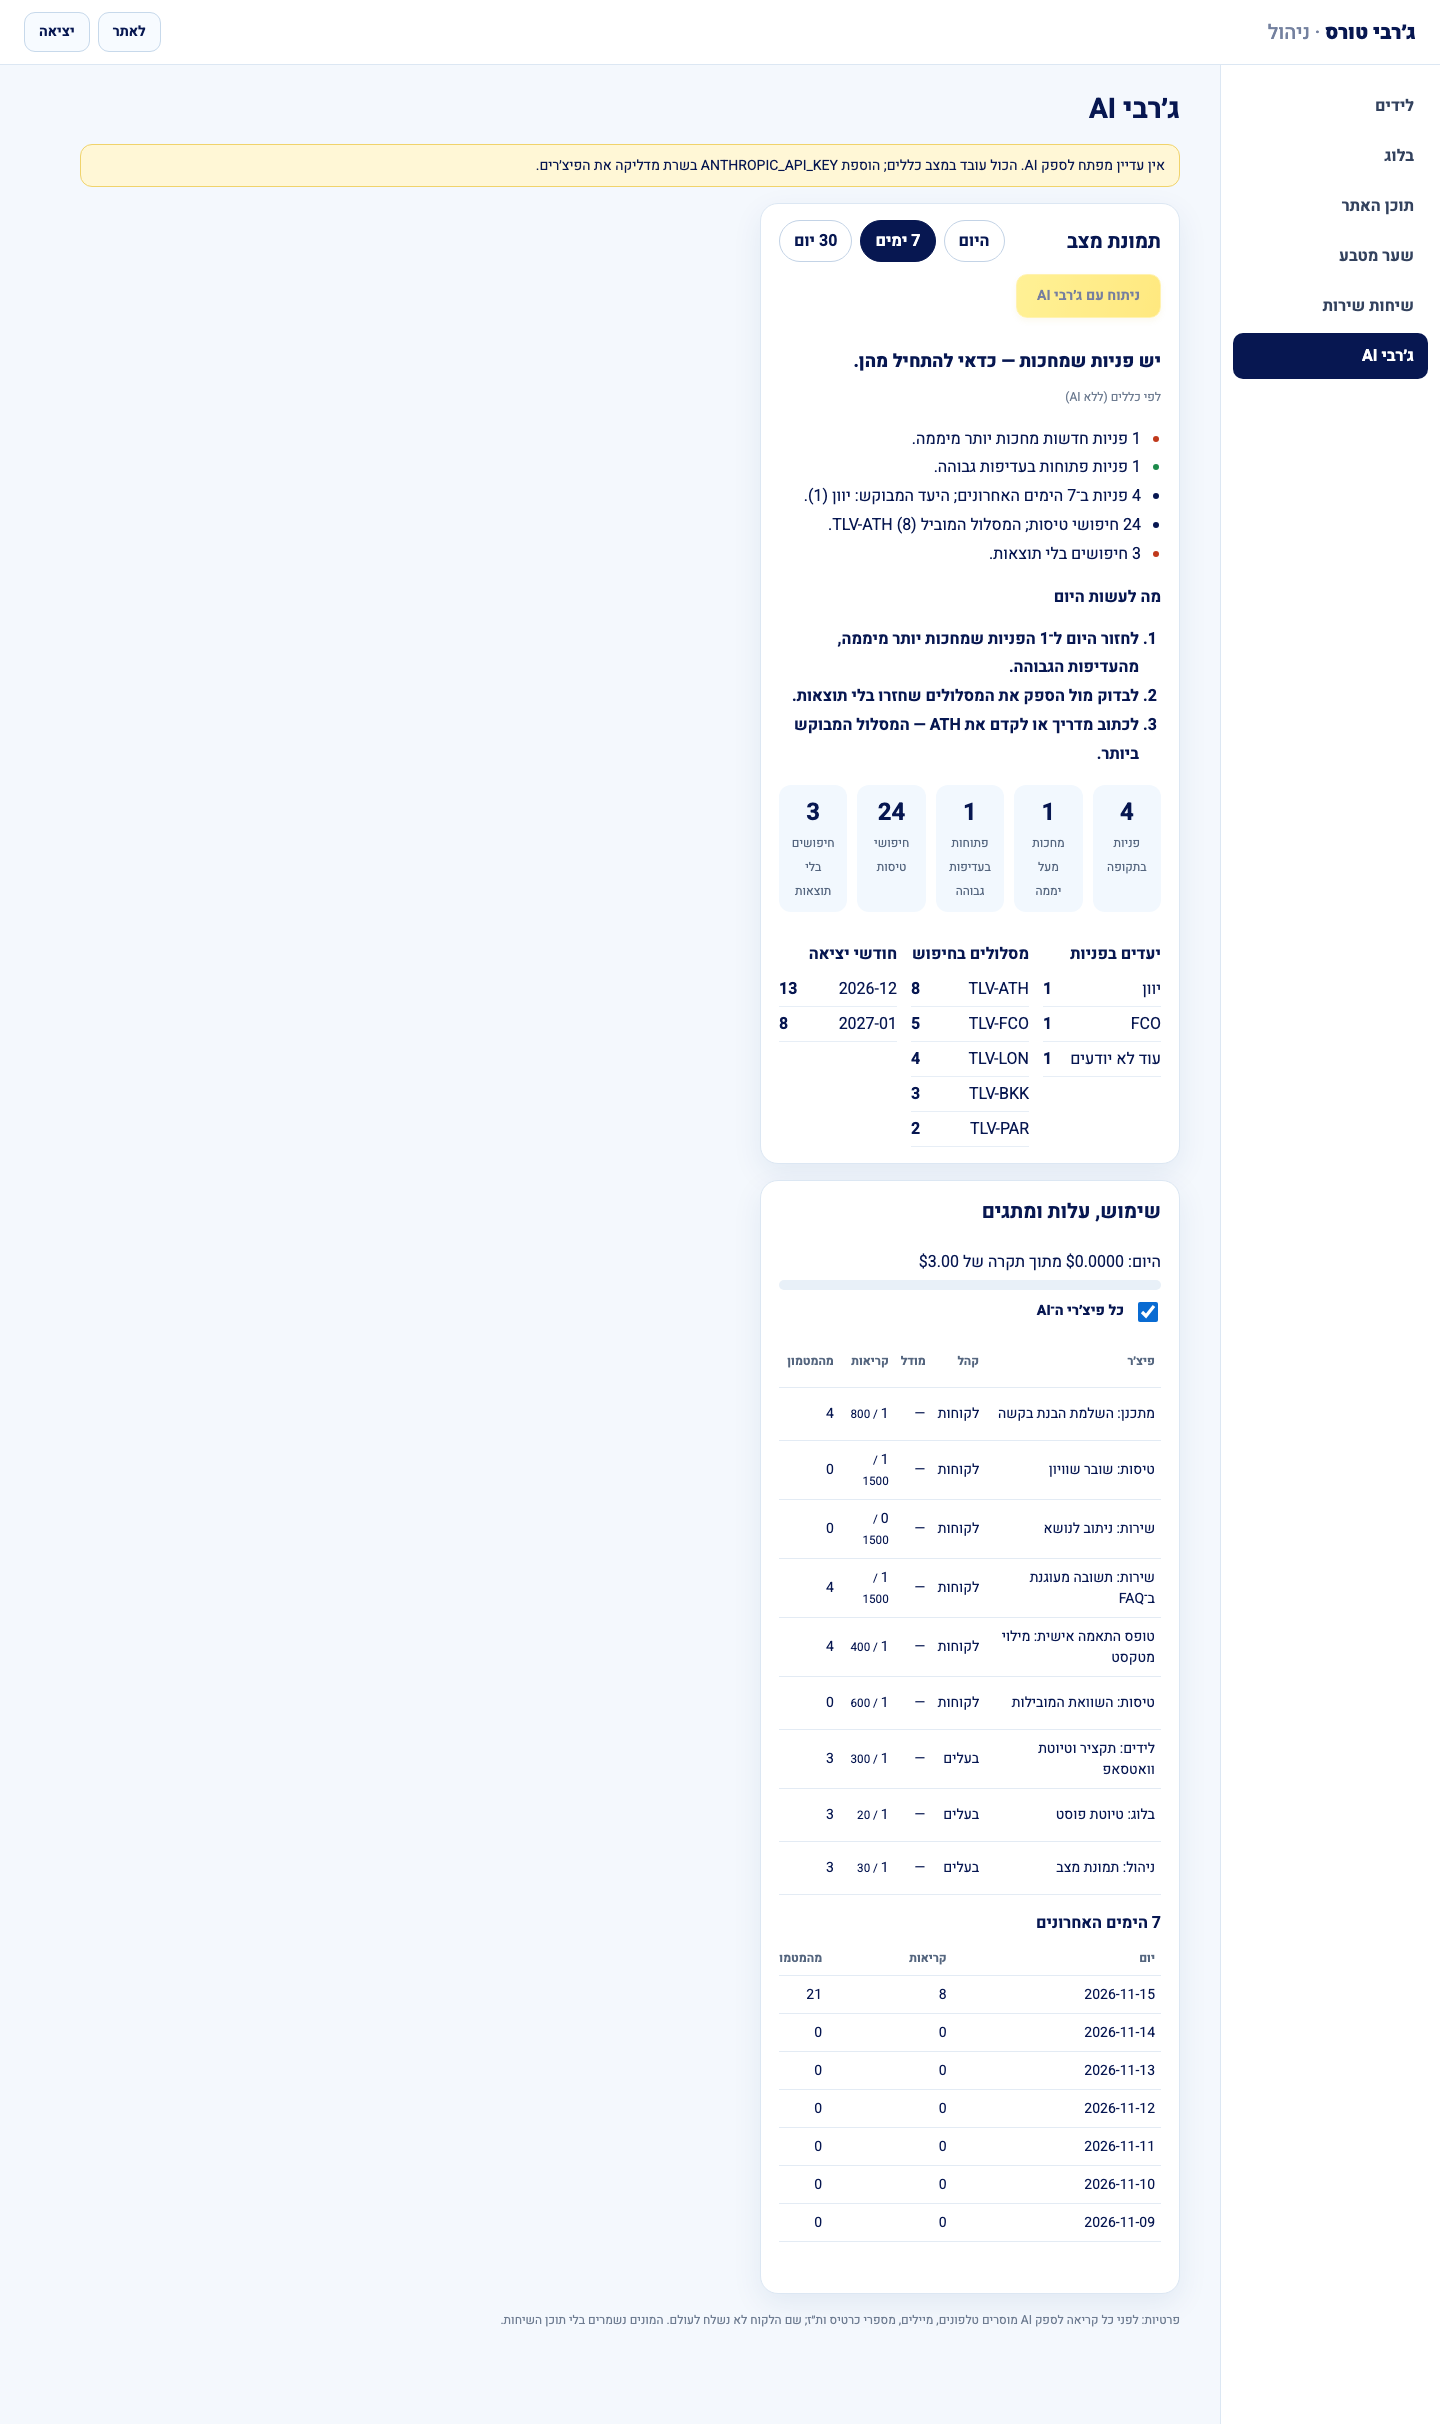 ג׳רבי טורס · ניהול
לאתר
יציאה
לידים
בלוג
תוכן האתר
שער מטבע
שיחות שירות
ג׳רבי AI
ג׳רבי AI
אין עדיין מפתח לספק AI. הכול עובד במצב כללים; הוספת ANTHROPIC_API_KEY בשרת מדליקה את הפיצ׳רים.
תמונת מצב
היום
7 ימים
30 יום
ניתוח עם ג׳רבי AI
יש פניות שמחכות — כדאי להתחיל מהן.
לפי כללים (ללא AI)
1 פניות חדשות מחכות יותר מיממה.
1 פניות פתוחות בעדיפות גבוהה.
4 פניות ב־7 הימים האחרונים; היעד המבוקש: יוון (1).
24 חיפושי טיסות; המסלול המוביל TLV-ATH (8).
3 חיפושים בלי תוצאות.
מה לעשות היום
1. לחזור היום ל־1 הפניות שמחכות יותר מיממה,
מהעדיפות הגבוהה.
2. לבדוק מול הספק את המסלולים שחזרו בלי תוצאות.
3. לכתוב מדריך או לקדם את ATH — המסלול המבוקש
ביותר.
4 1 1 24 3
פניות מחכות פתוחות חיפושי חיפושים
בתקופה מעל בעדיפות טיסות בלי
יממה גבוהה תוצאות
יעדים בפניות מסלולים בחיפוש חודשי יציאה
יוון 1 TLV-ATH 8 2026-12 13
FCO 1 TLV-FCO 5 2027-01 8
עוד לא יודעים 1 TLV-LON 4
TLV-BKK 3
TLV-PAR 2
שימוש, עלות ומתגים
היום: $0.0000 מתוך תקרה של $3.00
כל פיצ׳רי ה־AI
פיצ׳ר קהל מודל קריאות מהמטמון
מתכנן: השלמת הבנת בקשה לקוחות — 1 / 800 4
טיסות: שובר שוויון לקוחות — 1 / 1500 0
שירות: ניתוב לנושא לקוחות — 0 / 1500 0
שירות: תשובה מעוגנת
ב־FAQ לקוחות — 1 / 1500 4
טופס התאמה אישית: מילוי
מטקסט לקוחות — 1 / 400 4
טיסות: השוואת המובילות לקוחות — 1 / 600 0
לידים: תקציר וטיוטת
וואטסאפ בעלים — 1 / 300 3
בלוג: טיוטת פוסט בעלים — 1 / 20 3
ניהול: תמונת מצב בעלים — 1 / 30 3
7 הימים האחרונים
יום קריאות מהמטמו
2026-11-15 8 21
2026-11-14 0 0
2026-11-13 0 0
2026-11-12 0 0
2026-11-11 0 0
2026-11-10 0 0
2026-11-09 0 0
פרטיות: לפני כל קריאה לספק AI מוסרים טלפונים, מיילים, מספרי כרטיס ות״ז; שם הלקוח לא נשלח לעולם. המונים נשמרים בלי תוכן השיחות.